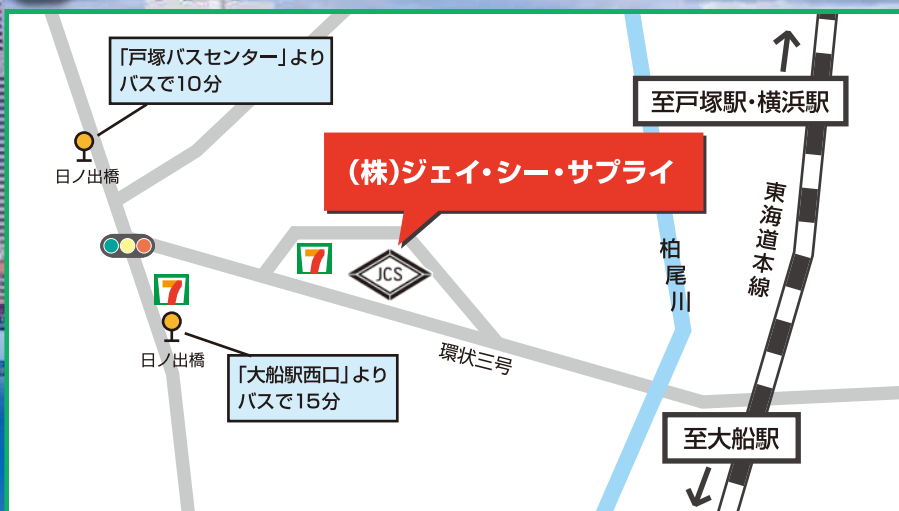 「戸塚バスセンター」より
バスで10分
日ノ出橋
至戸塚駅・横浜駅
(株)ジェイ・シー・サプライ
東海道本線
柏尾川
7
JCS
7
日ノ出橋
環状三号
「大船駅西口」より
バスで15分
至大船駅